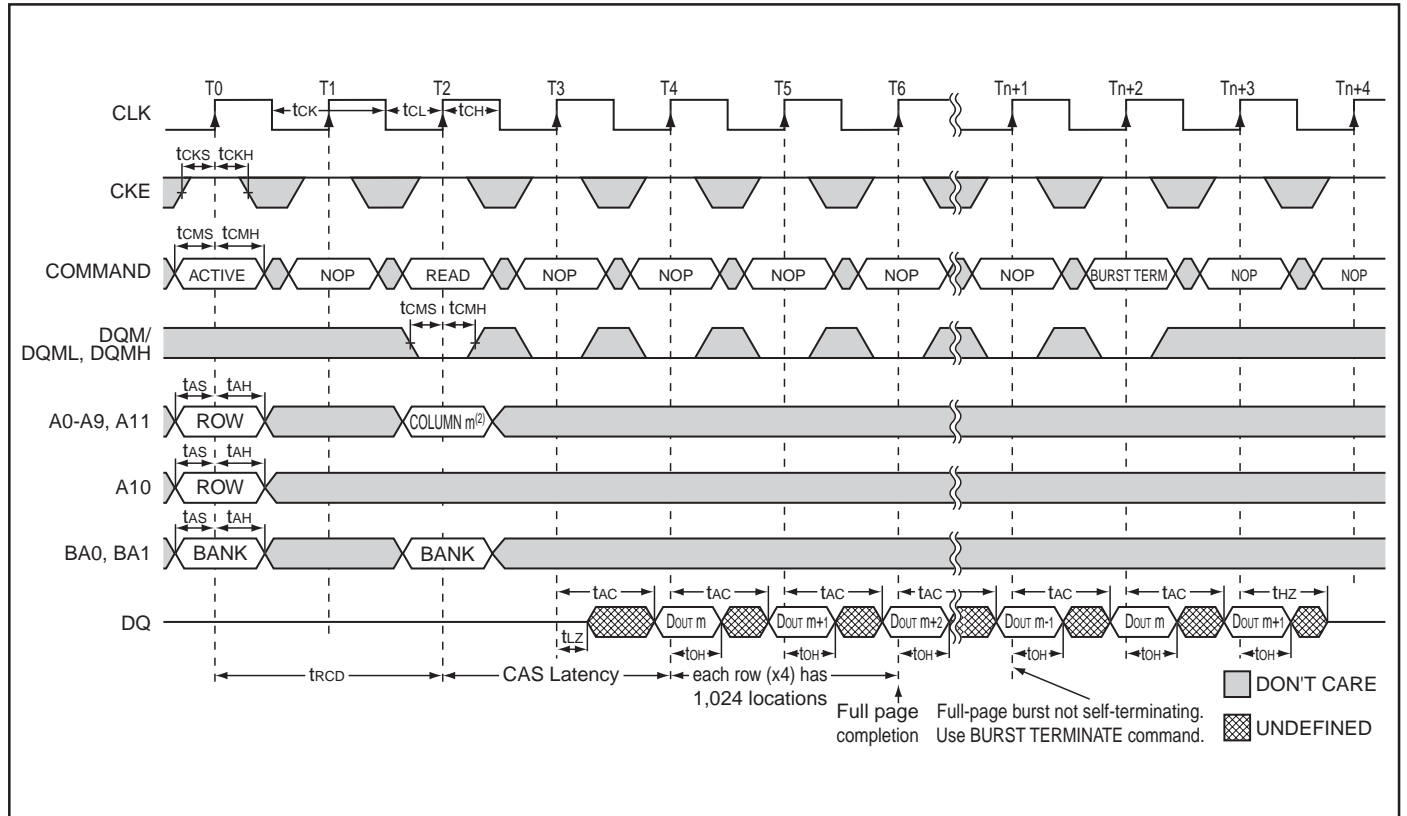 T0 T1 T2 T3 T4 T5 T6 Tn+1 Tn+2 Tn+3 Tn+4
CLK tCK tCL tCH
tCKS tCKH
CKE
tCMS tCMH
COMMAND ACTIVE NOP READ NOP NOP NOP NOP NOP BURST TERM NOP NOP
tCMS tCMH
DQM/
DQML, DQMH
tAS tAH
A0-A9, A11 ROW COLUMN m(2)
tAS tAH
A10 ROW
tAS tAH
BA0, BA1 BANK BANK
tAC tAC tAC tAC tAC tAC tHZ
DQ DOUT m DOUT m+1 DOUT m+2 DOUT m-1 DOUT m DOUT m+1
tLZ tOH tOH tOH tOH tOH tOH
tRCD CAS Latency each row (x4) has
1,024 locations
Full page
completion
Full-page burst not self-terminating.
Use BURST TERMINATE command.
DON'T CARE
UNDEFINED